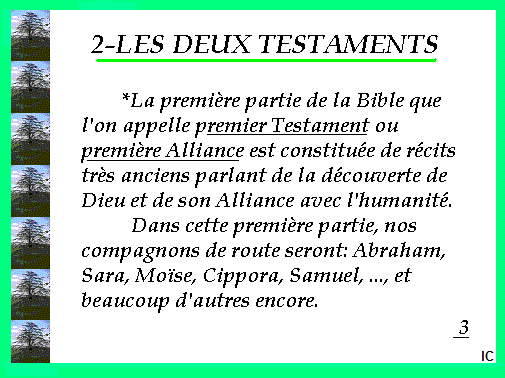 2-LES DEUX TESTAMENTS
*La première partie de la Bible que
l'on appelle premier Testament ou
première Alliance est constituée de récits
très anciens parlant de la découverte de
Dieu et de son Alliance avec l'humanité.
Dans cette première partie, nos
compagnons de route seront: Abraham,
Sara, Moïse, Cippora, Samuel, ..., et
beaucoup d'autres encore.
3
IC